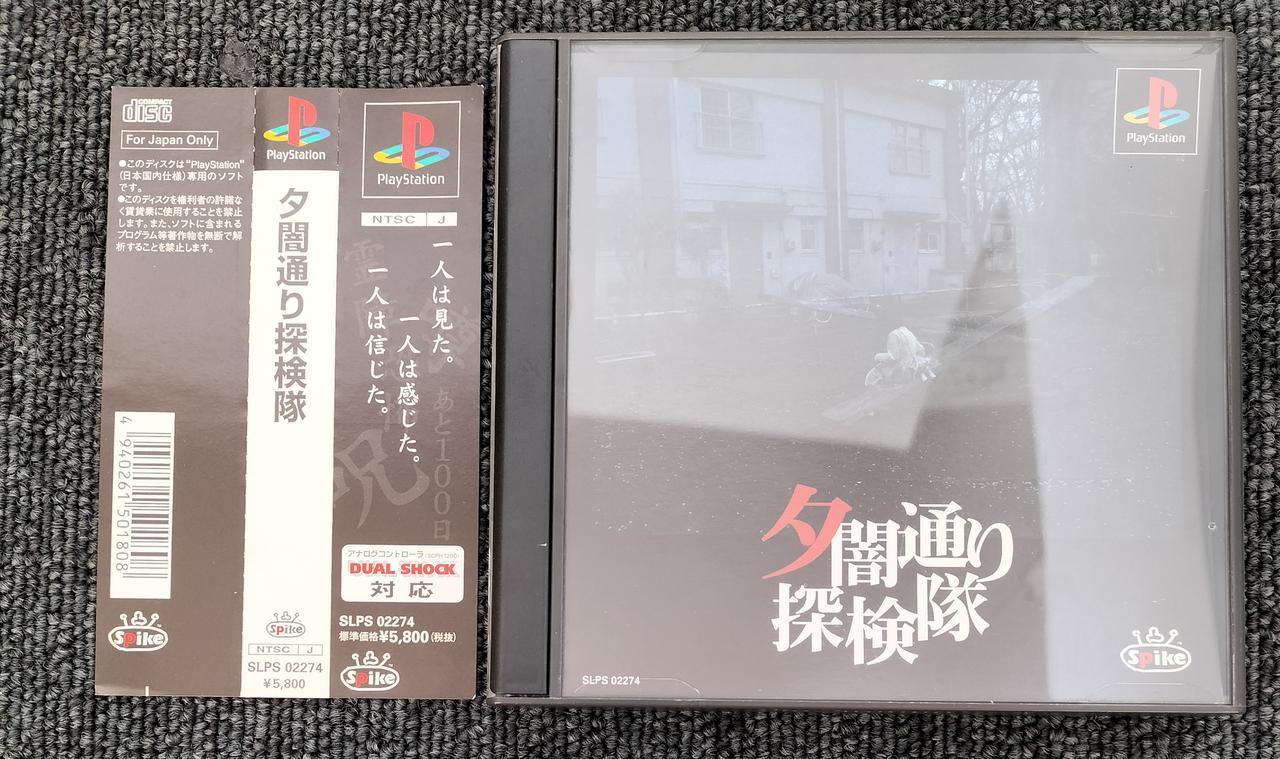 COMPACT
disc
For Japan Only
●このディスクは"PlayStation"
(日本国内仕様)専用のソフト
です。
●このディスクを権利者の許諾な
く賃貸業に使用することを禁止
します。また、ソフトに含まれる
プログラム等著作物を無断で解
析することを禁止します。
4 940261 501808
Spike
PlayStation
夕闇通り探検隊
Spike
NTSC J
SLPS 02274
¥5,800
PlayStation
NTSC J
一人は見た。
一人は感じた。
一人は信じた。
あと100日
霊
呪
アナログコントローラ(SCPH 1200)
DUAL SHOCK
対応
SLPS 02274
標準価格¥5,800(税抜)
Spike
PlayStation
夕闇通り
探検隊
SLPS 02274
Spike